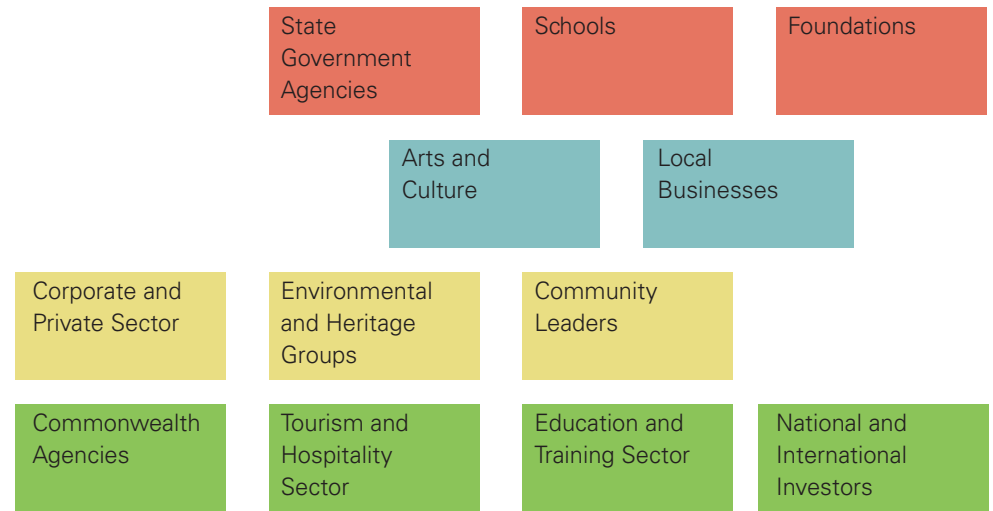 State
Government
Agencies
Schools
Foundations
Arts and
Culture
Local
Businesses
Corporate and
Private Sector
Environmental
and Heritage
Groups
Community
Leaders
Commonwealth
Agencies
Tourism and
Hospitality
Sector
Education and
Training Sector
National and
International
Investors